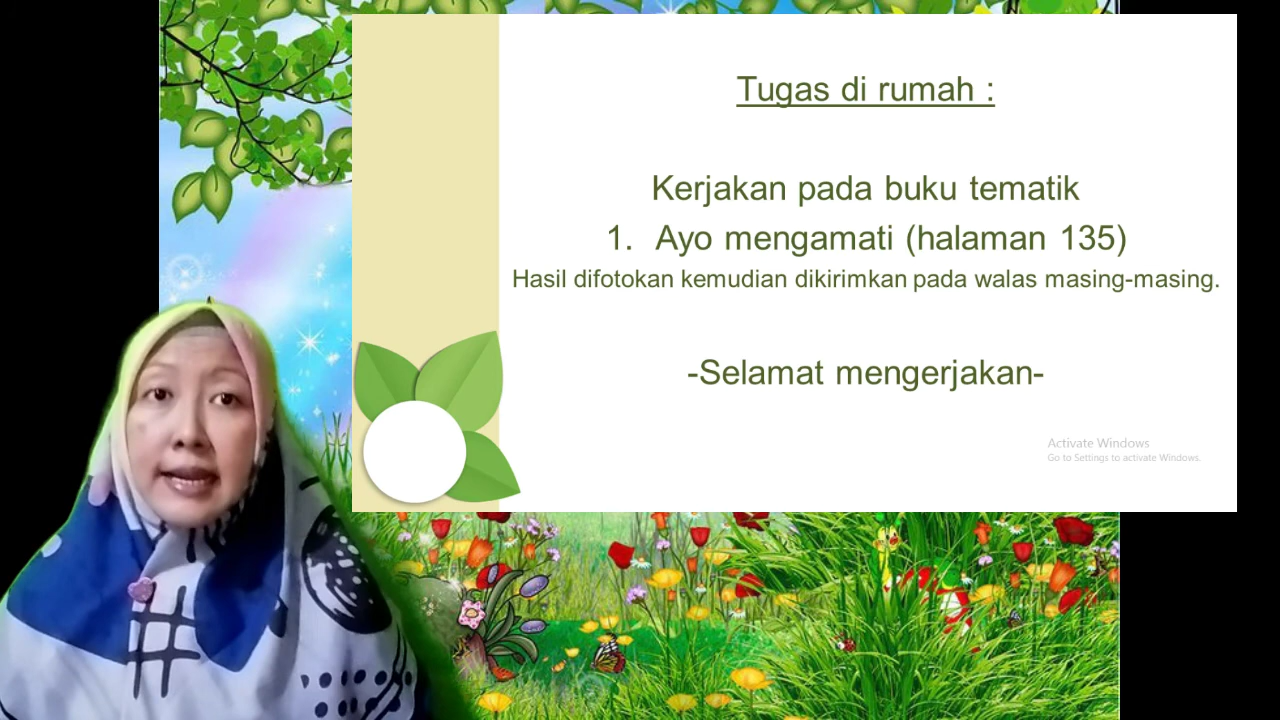 Tugas di rumah :
Kerjakan pada buku tematik
1. Ayo mengamati (halaman 135)
Hasil difotokan kemudian dikirimkan pada walas masing-masing.
-Selamat mengerjakan-
Activate Windows
Go to Settings to activate Windows.